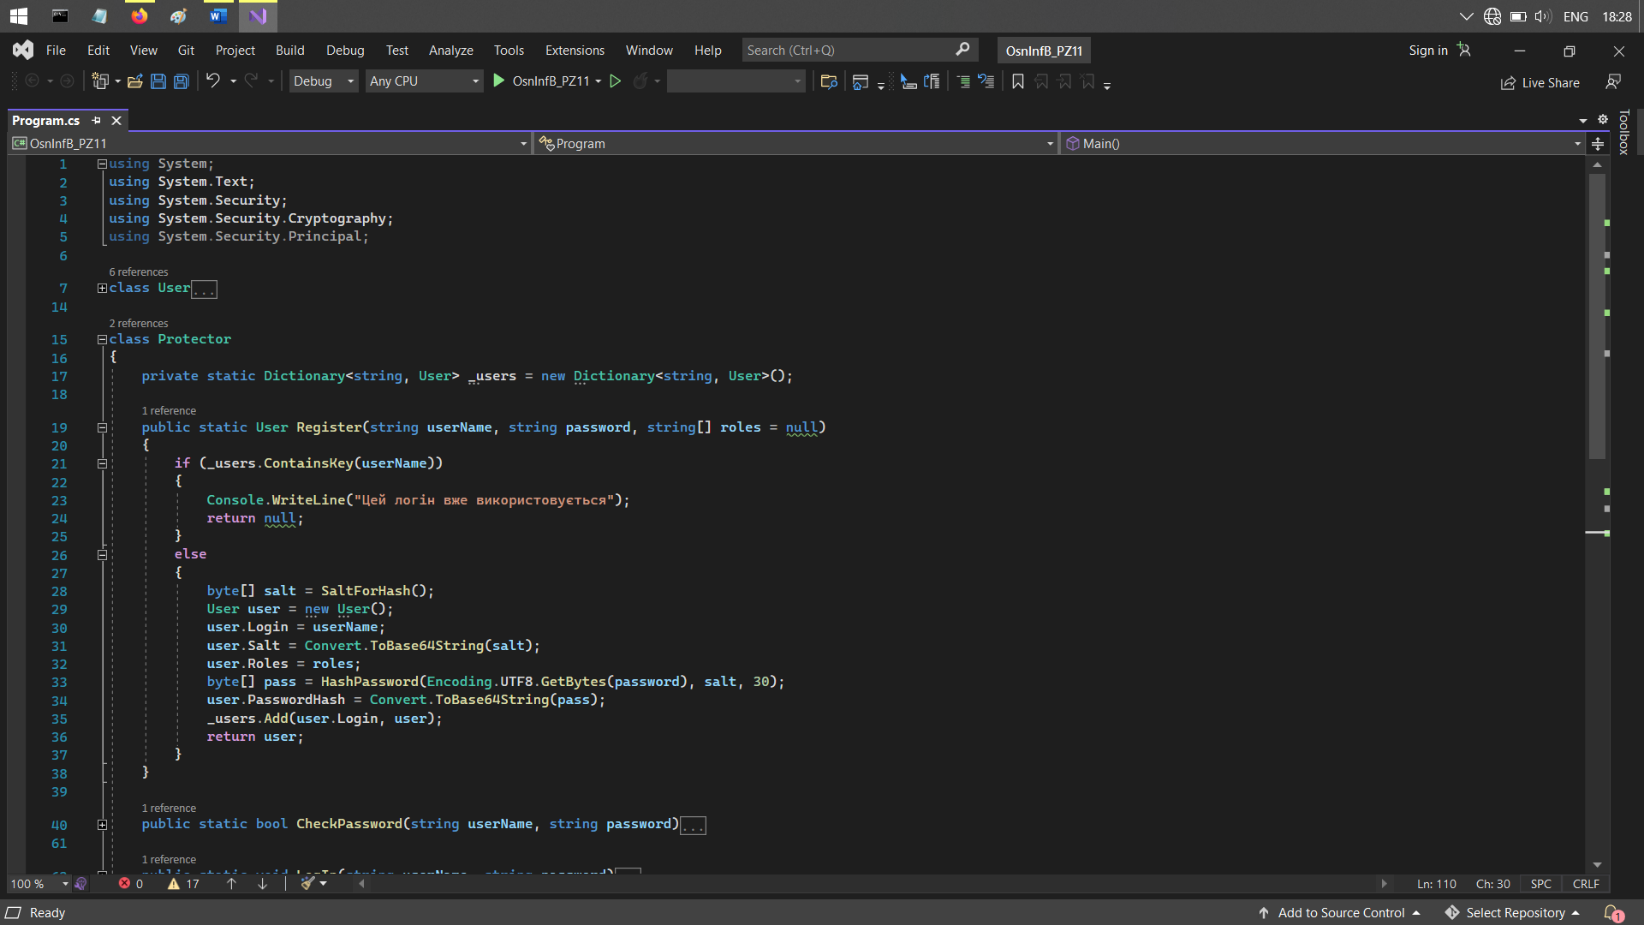 ENG 18:28
File Edit View Git Project Build Debug Test Analyze Tools Extensions Window Help Search (Ctrl+Q) OsnInfB_PZ11 Sign in
Debug Any CPU OsnInfB_PZ11 Live Share
Program.cs
Toolbox
C# OsnInfB_PZ11 Program Main()
1 using System;
2 using System.Text;
3 using System.Security;
4 using System.Security.Cryptography;
5 using System.Security.Principal;
6
6 references
7 class User...
14
2 references
15 class Protector
16 {
17 private static Dictionary<string, User> _users = new Dictionary<string, User>();
18
1 reference
19 public static User Register(string userName, string password, string[] roles = null)
20 {
21 if (_users.ContainsKey(userName))
22 {
23 Console.WriteLine("Цей логін вже використовується");
24 return null;
25 }
26 else
27 {
28 byte[] salt = SaltForHash();
29 User user = new User();
30 user.Login = userName;
31 user.Salt = Convert.ToBase64String(salt);
32 user.Roles = roles;
33 byte[] pass = HashPassword(Encoding.UTF8.GetBytes(password), salt, 30);
34 user.PasswordHash = Convert.ToBase64String(pass);
35 _users.Add(user.Login, user);
36 return user;
37 }
38 }
39
1 reference
40 public static bool CheckPassword(string userName, string password)...
61
1 reference
100 % 0 17 Ln: 110 Ch: 30 SPC CRLF
Ready Add to Source Control Select Repository 1